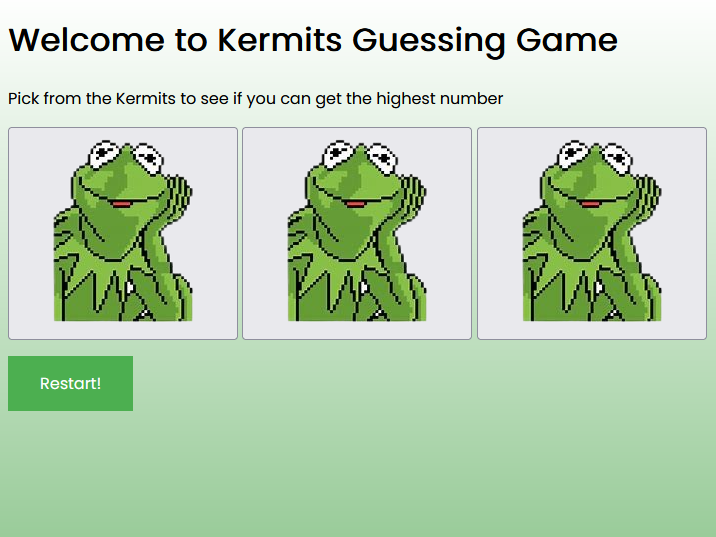 Welcome to Kermits Guessing Game
Pick from the Kermits to see if you can get the highest number
Restart!